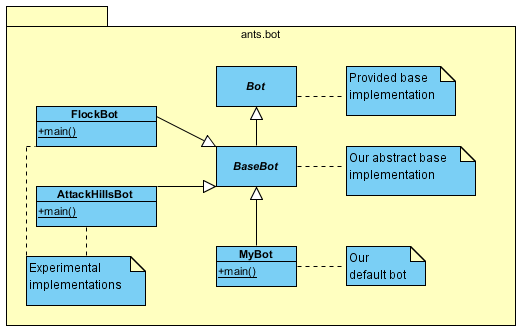 ants.bot
Bot
Provided base
implementation
FlockBot
+main()
BaseBot
Our abstract base
implementation
AttackHillsBot
+main()
MyBot
+main()
Our
default bot
Experimental
implementations